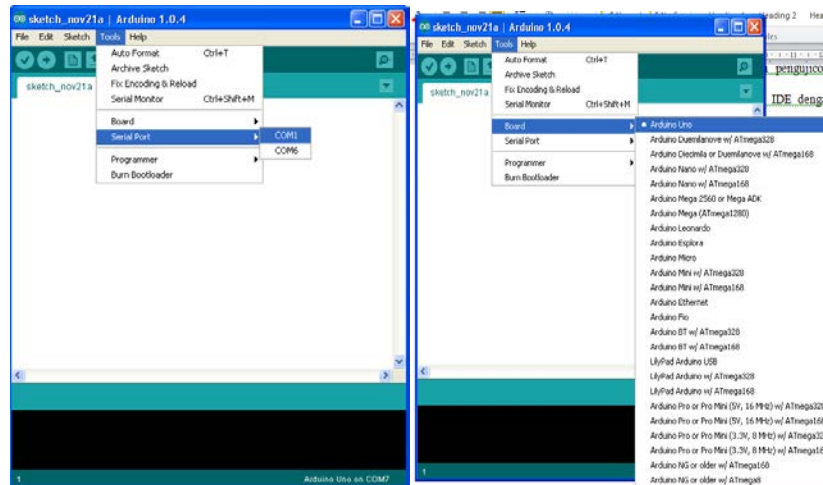 sketch_nov21a | Arduino 1.0.4
File Edit Sketch Tools Help
Auto Format Ctrl+T
Archive Sketch
Fix Encoding & Reload
Serial Monitor Ctrl+Shift+M
Board
Serial Port
Programmer
Burn Bootloader
COM1
COM6
sketch_nov21a
1
Arduino Uno on COM7
sketch_nov21a | Arduino 1.0.4
File Edit Sketch Tools Help
Auto Format Ctrl+T
Archive Sketch
Fix Encoding & Reload
Serial Monitor Ctrl+Shift+M
Board
Serial Port
Programmer
Burn Bootloader
sketch_nov21a
Arduino Uno
Arduino Duemilanove w/ ATmega328
Arduino Diecimila or Duemilanove w/ ATmega168
Arduino Nano w/ ATmega328
Arduino Nano w/ ATmega168
Arduino Mega 2560 or Mega ADK
Arduino Mega (ATmega1280)
Arduino Leonardo
Arduino Esplora
Arduino Micro
Arduino Mini w/ ATmega328
Arduino Mini w/ ATmega168
Arduino Ethernet
Arduino Fio
Arduino BT w/ ATmega328
Arduino BT w/ ATmega168
LilyPad Arduino USB
LilyPad Arduino w/ ATmega328
LilyPad Arduino w/ ATmega168
Arduino Pro or Pro Mini (5V, 16 MHz) w/ ATmega328
Arduino Pro or Pro Mini (5V, 16 MHz) w/ ATmega168
Arduino Pro or Pro Mini (3.3V, 8 MHz) w/ ATmega32
Arduino Pro or Pro Mini (3.3V, 8 MHz) w/ ATmega16
Arduino NG or older w/ ATmega168
Arduino NG or older w/ ATmega8
1
eading 2 Hea
pengujico
IDE denga